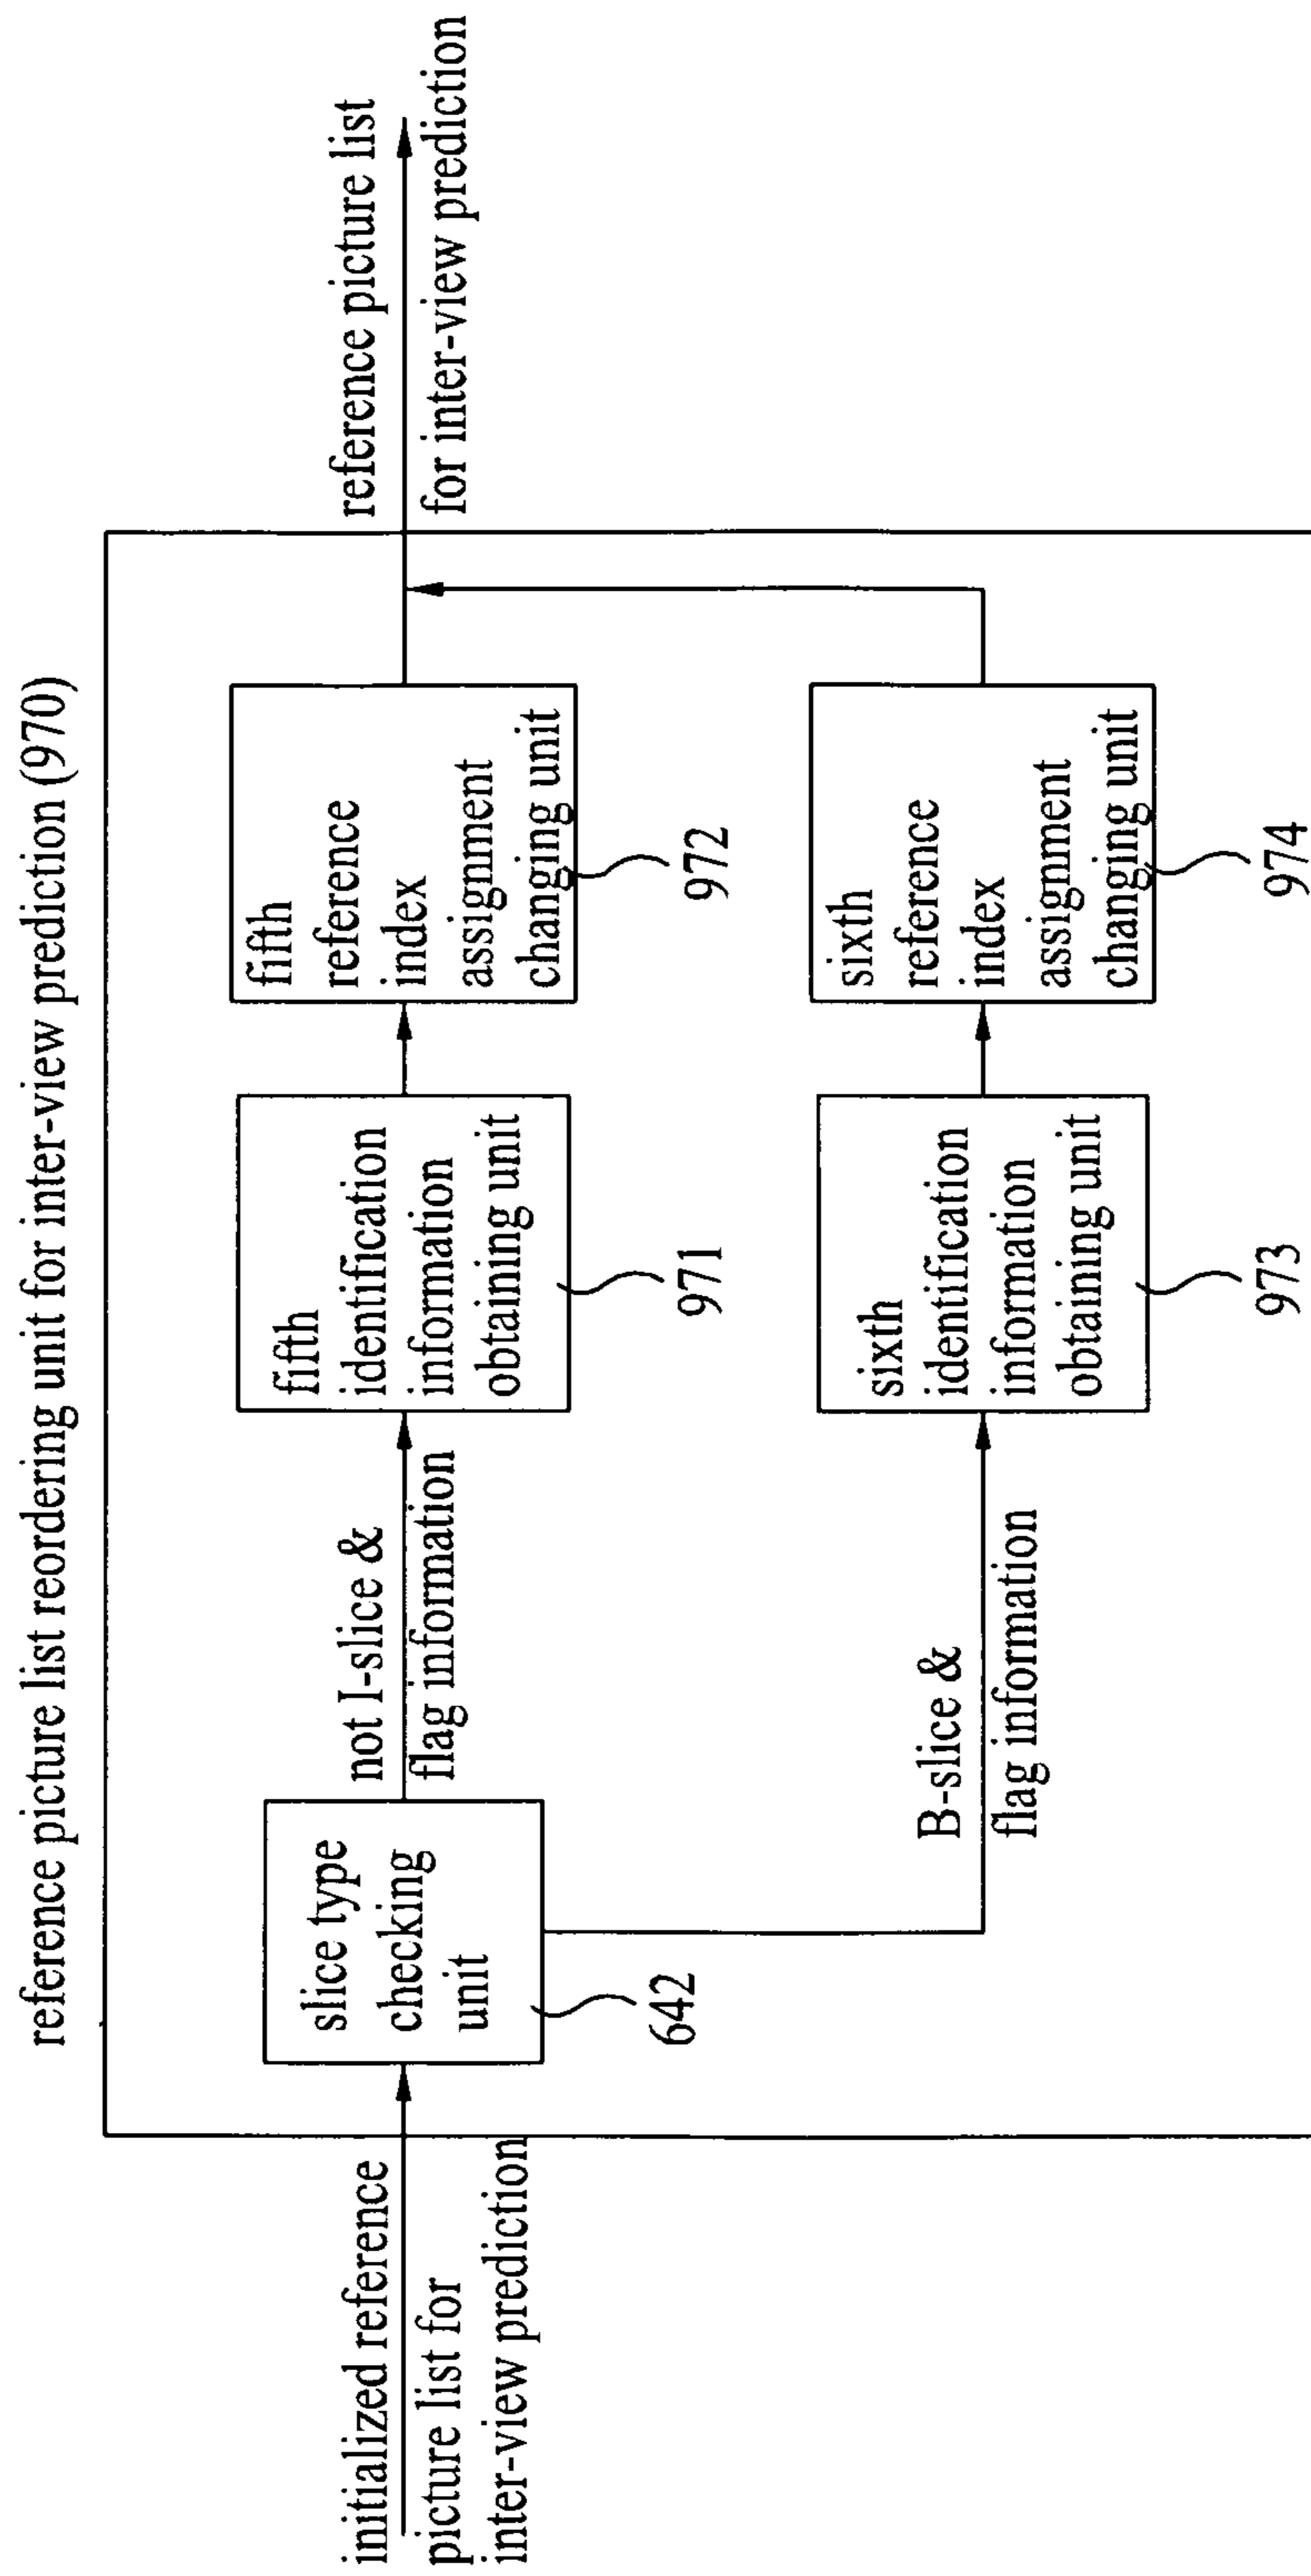 reference picture list reordering unit for inter-view prediction (970)
initialized reference
picture list for
inter-view prediction
slice type
checking
unit
642
not I-slice &
flag information
B-slice &
flag information
fifth
identification
information
obtaining unit
971
fifth
reference
index
assignment
changing unit
972
sixth
identification
information
obtaining unit
973
sixth
reference
index
assignment
changing unit
974
reference picture list
for inter-view prediction